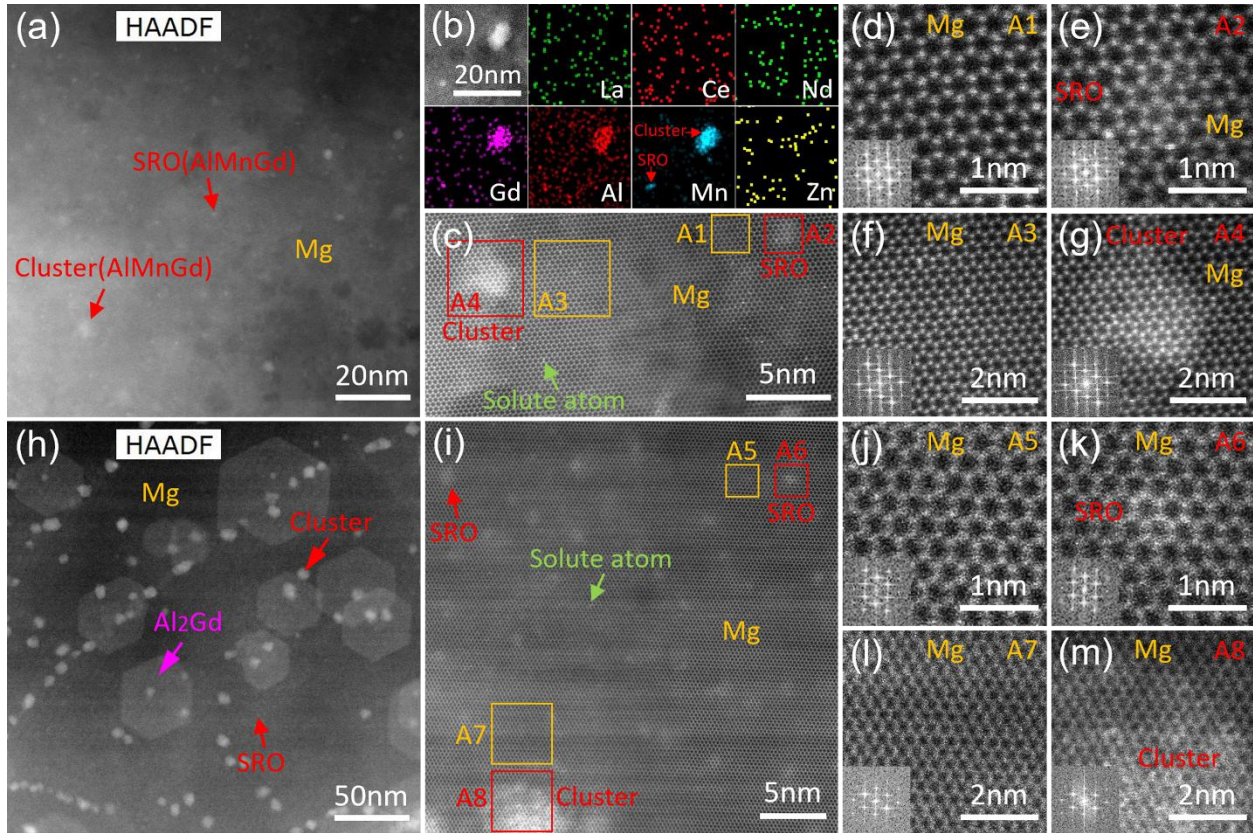 (a) HAADF
SRO(AlMnGd)
Mg
Cluster(AlMnGd)
20nm
(b)
20nm
La
Ce
Nd
Gd
Al
Cluster
SRO
Mn
Zn
(c)
A1
A2
SRO
A4
A3
Mg
Cluster
Solute atom
5nm
(d) Mg A1
1nm
(e) A2
SRO
Mg
1nm
(f) Mg A3
2nm
(g) Cluster A4
Mg
2nm
(h) HAADF
Mg
Cluster
Al₂Gd
SRO
50nm
(i)
A5
A6
SRO
SRO
Solute atom
Mg
A7
A8
Cluster
5nm
(j) Mg A5
1nm
(k) Mg A6
SRO
1nm
(l) Mg A7
2nm
(m) Mg A8
Cluster
2nm